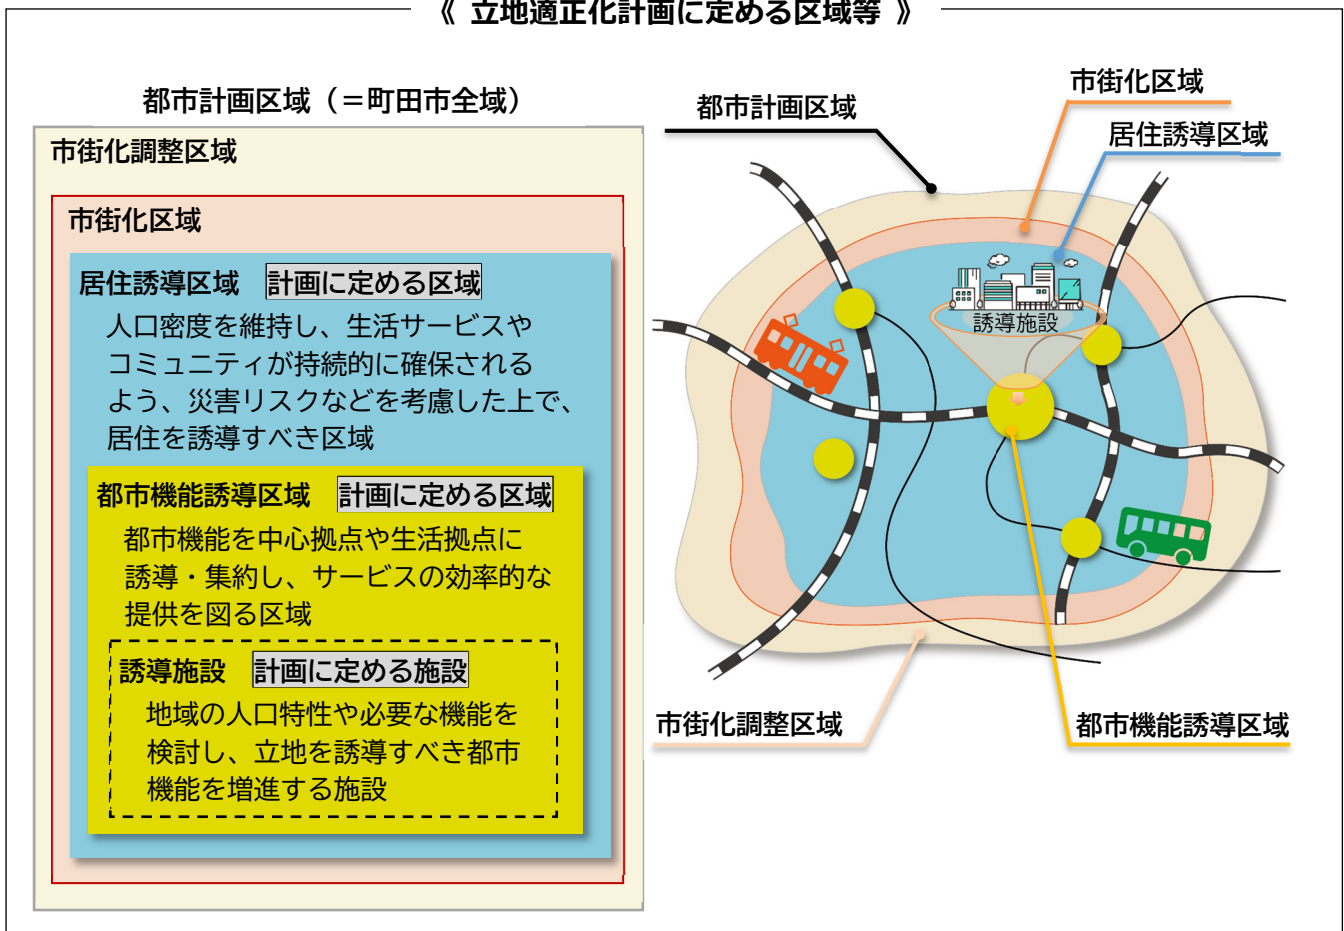 《 立地適正化計画に定める区域等 》
都市計画区域（＝町田市全域）
市街化調整区域
市街化区域
居住誘導区域 計画に定める区域
人口密度を維持し、生活サービスや
コミュニティが持続的に確保される
よう、災害リスクなどを考慮した上で、
居住を誘導すべき区域
都市機能誘導区域 計画に定める区域
都市機能を中心拠点や生活拠点に
誘導・集約し、サービスの効率的な
提供を図る区域
誘導施設 計画に定める施設
地域の人口特性や必要な機能を
検討し、立地を誘導すべき都市
機能を増進する施設
都市計画区域
市街化区域
居住誘導区域
誘導施設
市街化調整区域
都市機能誘導区域